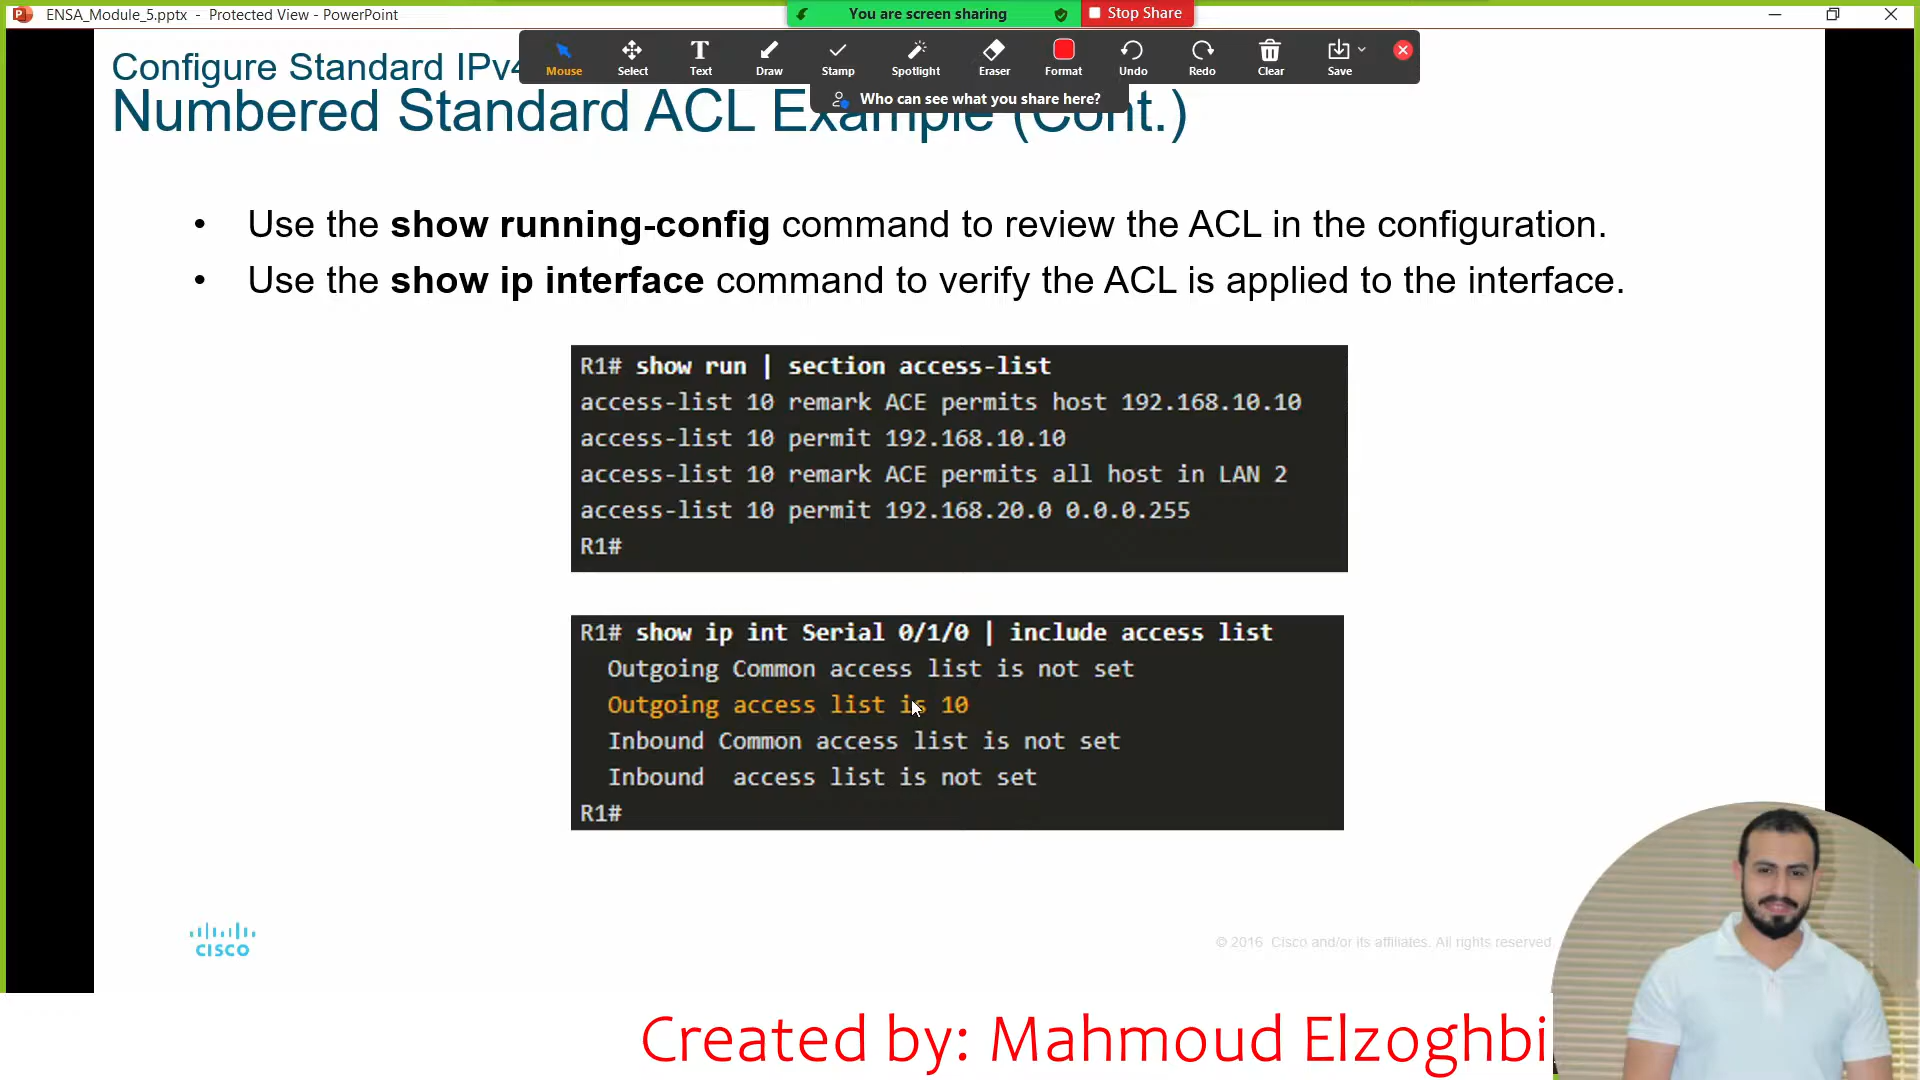 ENSA_Module_5.pptx - Protected View - PowerPoint
You are screen sharing
Stop Share
Mouse
Select
Text
Draw
Stamp
Spotlight
Eraser
Format
Undo
Redo
Clear
Save
Who can see what you share here?
Configure Standard IPv4
Numbered Standard ACL Example (Cont.)
• Use the show running-config command to review the ACL in the configuration.
• Use the show ip interface command to verify the ACL is applied to the interface.
R1# show run | section access-list
access-list 10 remark ACE permits host 192.168.10.10
access-list 10 permit 192.168.10.10
access-list 10 remark ACE permits all host in LAN 2
access-list 10 permit 192.168.20.0 0.0.0.255
R1#
R1# show ip int Serial 0/1/0 | include access list
Outgoing Common access list is not set
Outgoing access list is 10
Inbound Common access list is not set
Inbound  access list is not set
R1#
CISCO
© 2016 Cisco and/or its affiliates. All rights reserved.
Created by: Mahmoud Elzoghbi